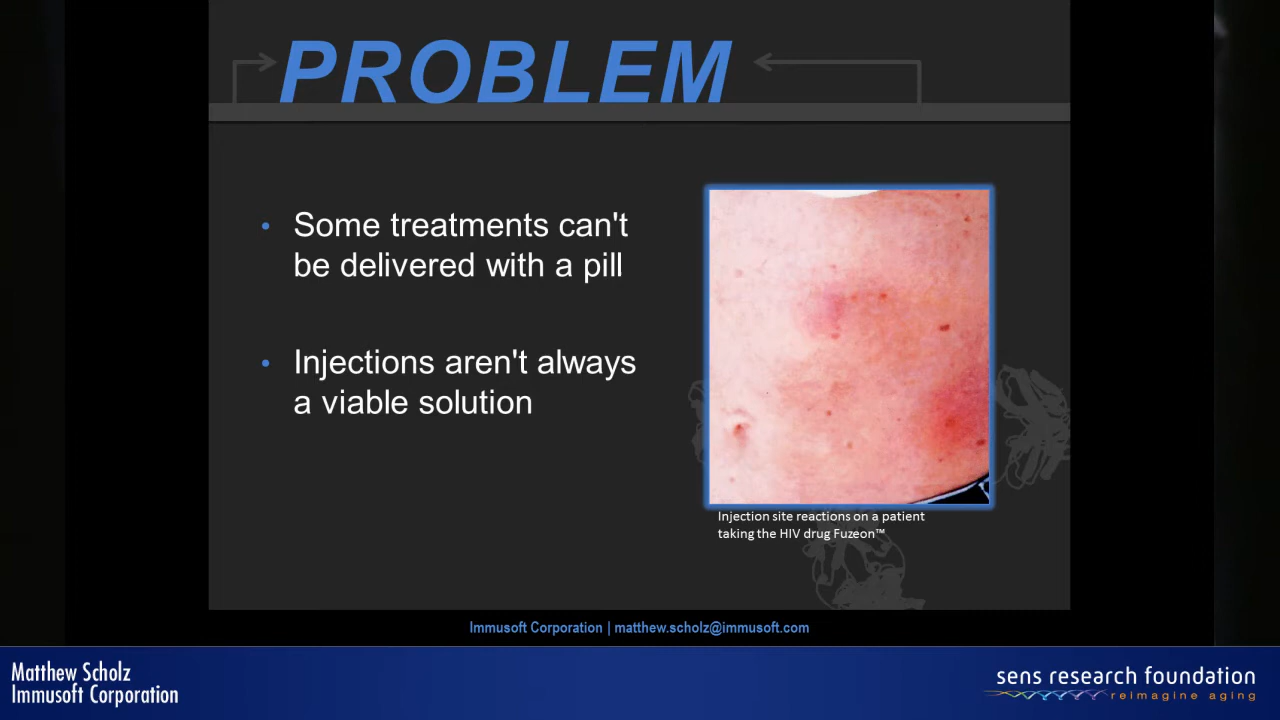 PROBLEM
Some treatments can't
be delivered with a pill
Injections aren't always
a viable solution
Injection site reactions on a patient
taking the HIV drug Fuzeon™
Immusoft Corporation | matthew.scholz@immusoft.com
Matthew Scholz
Immusoft Corporation
sens research foundation
reimagine aging